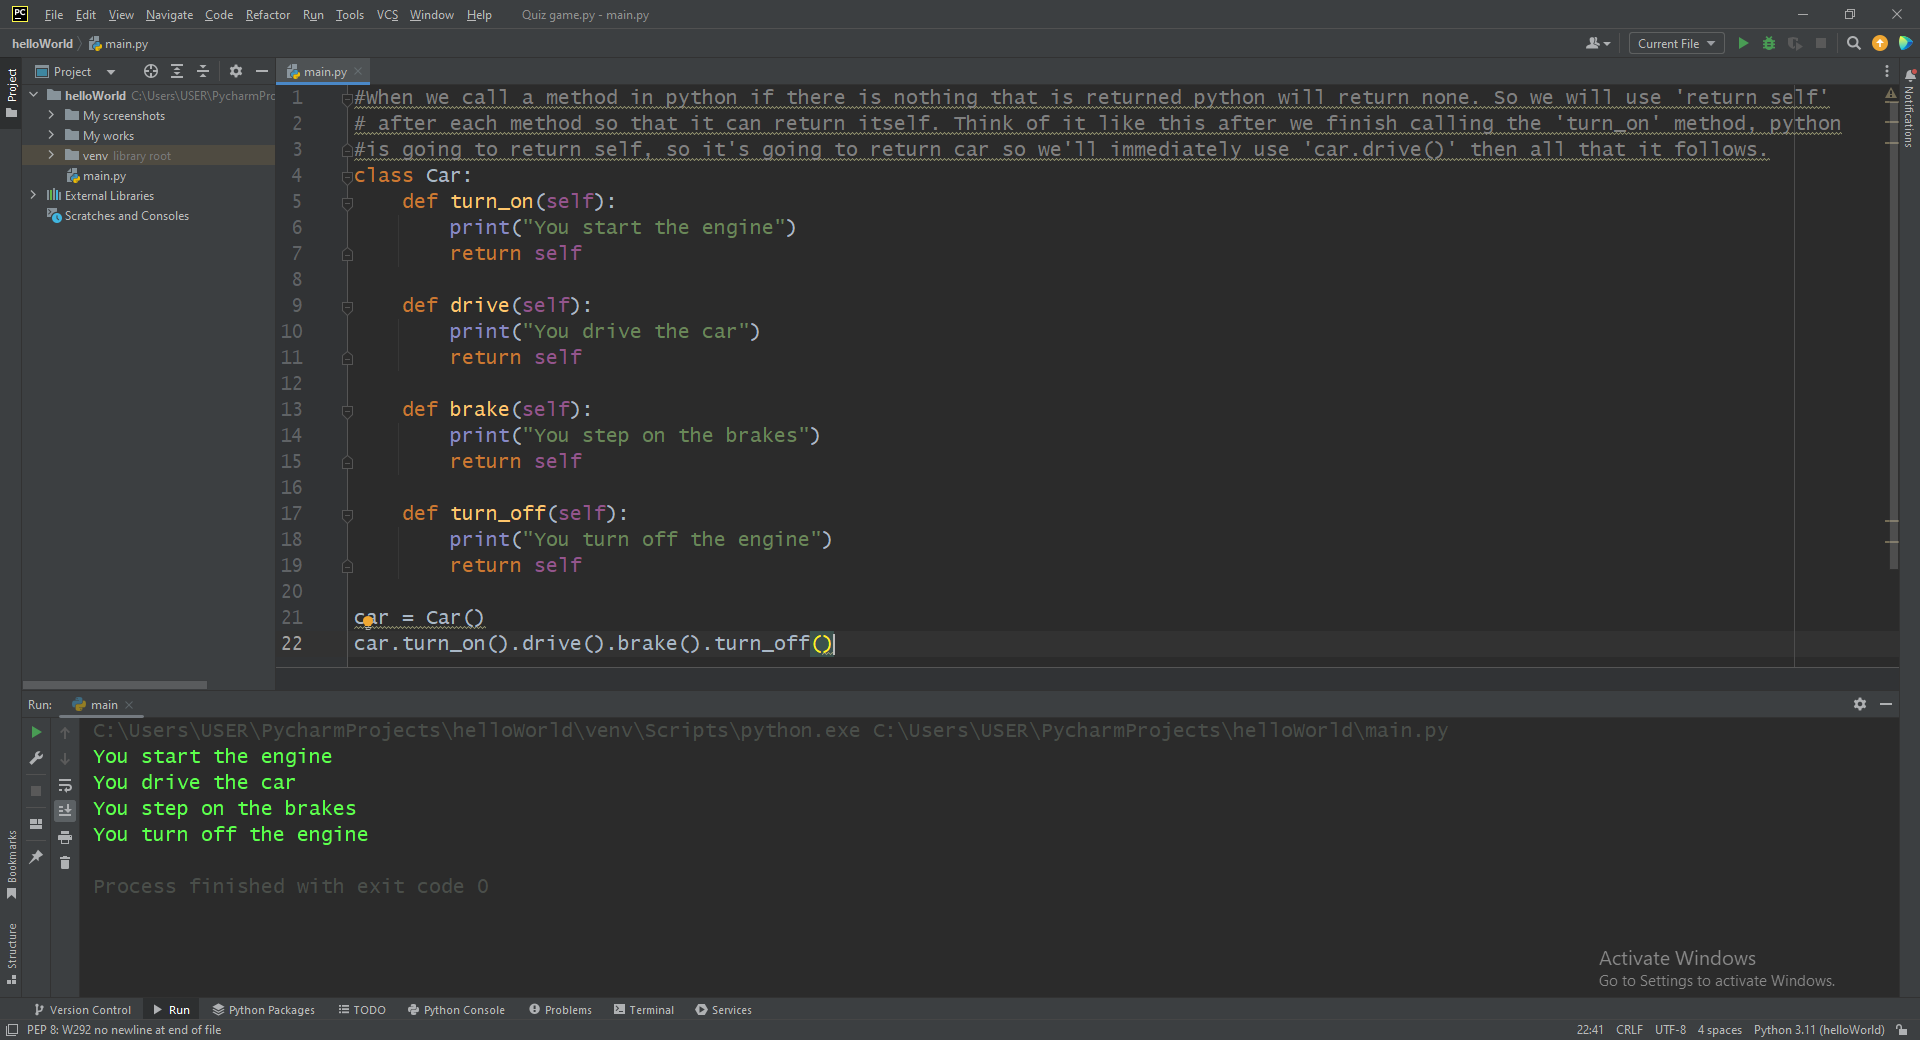 PC File Edit View Navigate Code Refactor Run Tools VCS Window Help Quiz game.py - main.py
helloWorld main.py Current File
Project main.py
Project
helloWorld C:\Users\USER\PycharmPro
My screenshots
My works
venv library root
main.py
External Libraries
Scratches and Consoles
Notifications
1 #When we call a method in python if there is nothing that is returned python will return none. So we will use 'return self'
2 # after each method so that it can return itself. Think of it like this after we finish calling the 'turn_on' method, python
3 #is going to return self, so it's going to return car so we'll immediately use 'car.drive()' then all that it follows.
4 class Car:
5 def turn_on(self):
6 print("You start the engine")
7 return self
8
9 def drive(self):
10 print("You drive the car")
11 return self
12
13 def brake(self):
14 print("You step on the brakes")
15 return self
16
17 def turn_off(self):
18 print("You turn off the engine")
19 return self
20
21 car = Car()
22 car.turn_on().drive().brake().turn_off()
Run: main
C:\Users\USER\PycharmProjects\helloWorld\venv\Scripts\python.exe C:\Users\USER\PycharmProjects\helloWorld\main.py
You start the engine
You drive the car
You step on the brakes
You turn off the engine
Process finished with exit code 0
Bookmarks
Structure
Activate Windows
Go to Settings to activate Windows.
Version Control Run Python Packages TODO Python Console Problems Terminal Services
PEP 8: W292 no newline at end of file 22:41 CRLF UTF-8 4 spaces Python 3.11 (helloWorld)